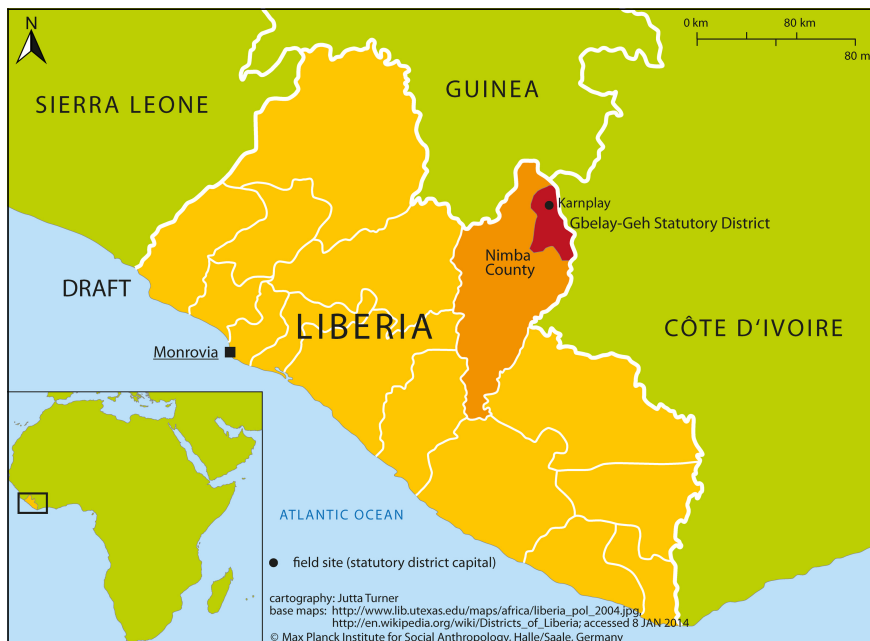 N
0 km
80 km
80 m
SIERRA LEONE
GUINEA
Karnplay
Gbelay-Geh Statutory District
Nimba
County
DRAFT
LIBERIA
CÔTE D'IVOIRE
Monrovia
ATLANTIC OCEAN
field site (statutory district capital)
cartography: Jutta Turner
base maps: http://www.lib.utexas.edu/maps/africa/liberia_pol_2004.jpg,
http://en.wikipedia.org/wiki/Districts_of_Liberia; accessed 8 JAN 2014
© Max Planck Institute for Social Anthropology, Halle/Saale, Germany